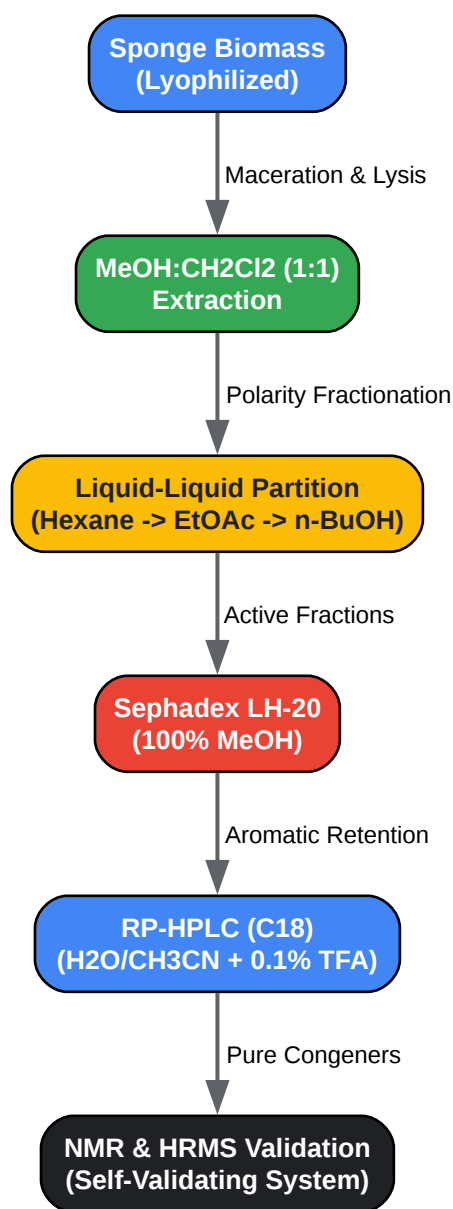 Sponge Biomass
(Lyophilized)
Maceration & Lysis
MeOH:CH2Cl2 (1:1)
Extraction
Polarity Fractionation
Liquid-Liquid Partition
(Hexane -> EtOAc -> n-BuOH)
Active Fractions
Sephadex LH-20
(100% MeOH)
Aromatic Retention
RP-HPLC (C18)
(H2O/CH3CN + 0.1% TFA)
Pure Congeners
NMR & HRMS Validation
(Self-Validating System)